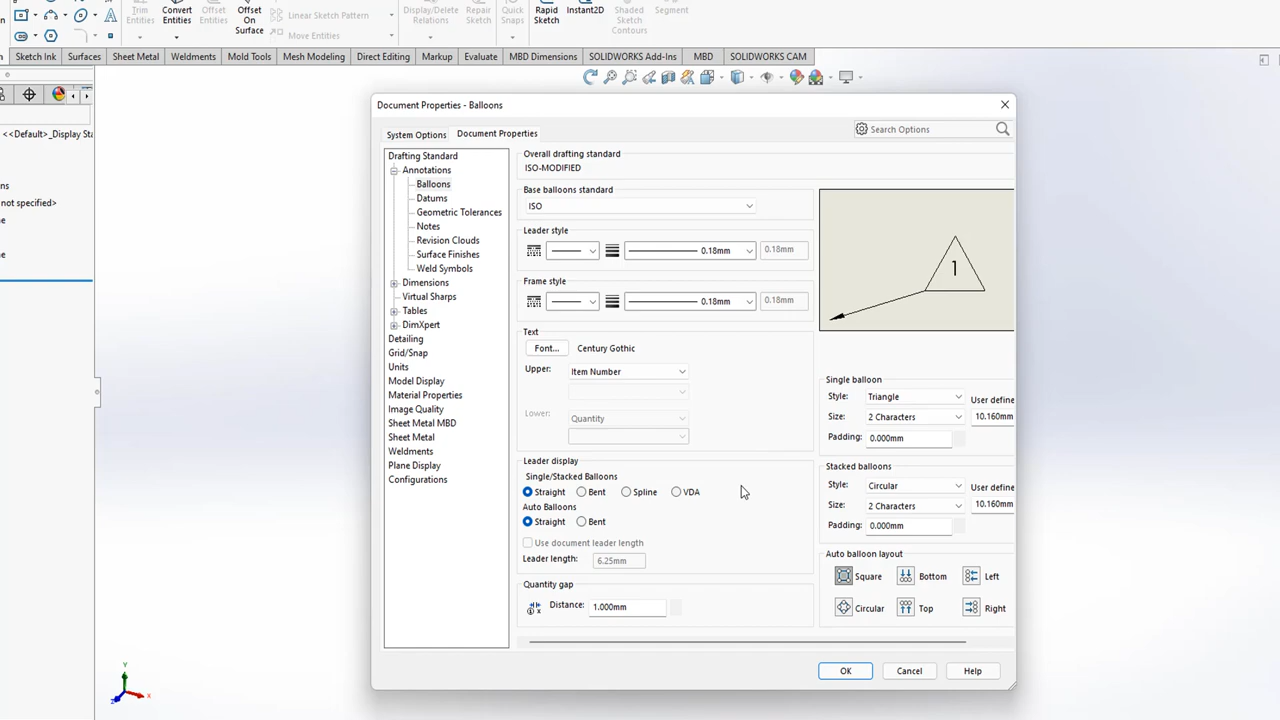 Trim Entities
Convert Entities
Offset Entities
Offset On Surface
Linear Sketch Pattern
Move Entities
Display/Delete Relations
Repair Sketch
Quick Snaps
Rapid Sketch
Instant2D
Shaded Sketch Contours
Segment
Sketch Ink
Surfaces
Sheet Metal
Weldments
Mold Tools
Mesh Modeling
Direct Editing
Markup
Evaluate
MBD Dimensions
SOLIDWORKS Add-Ins
MBD
SOLIDWORKS CAM
<<Default>_Display Sta
ns
not specified>
ne
ne
Document Properties - Balloons
System Options
Document Properties
Search Options
Drafting Standard
Annotations
Balloons
Datums
Geometric Tolerances
Notes
Revision Clouds
Surface Finishes
Weld Symbols
Dimensions
Virtual Sharps
Tables
DimXpert
Detailing
Grid/Snap
Units
Model Display
Material Properties
Image Quality
Sheet Metal MBD
Sheet Metal
Weldments
Plane Display
Configurations
Overall drafting standard
ISO-MODIFIED
Base balloons standard
ISO
Leader style
0.18mm
0.18mm
Frame style
0.18mm
0.18mm
Text
Font...
Century Gothic
Upper:
Item Number
Lower:
Quantity
Leader display
Single/Stacked Balloons
Straight
Bent
Spline
VDA
Auto Balloons
Straight
Bent
Use document leader length
Leader length:
6.25mm
Quantity gap
Distance:
1.000mm
1
Single balloon
Style:
Triangle
User define
Size:
2 Characters
10.160mm
Padding:
0.000mm
Stacked balloons
Style:
Circular
User define
Size:
2 Characters
10.160mm
Padding:
0.000mm
Auto balloon layout
Square
Bottom
Left
Circular
Top
Right
OK
Cancel
Help
Y
X
Z